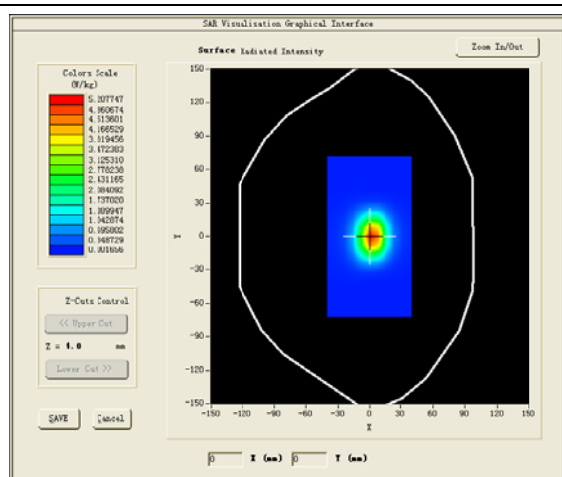 SAR Visualisation Graphical Interface
Surface Radiated Intensity
Zoom In/Out
Colors Scale
(W/kg)
5.207747
4.860674
4.513601
4.166529
3.819456
3.472383
3.125310
2.778238
2.431165
2.084092
1.737020
1.389947
1.042874
0.695802
0.348729
0.001656
Z-Cuts Control
<< Upper Cut
Z = 4.0 mm
Lower Cut >>
SAVE Cancel
150
120
90
60
30
0
-30
-60
-90
-120
-150
Y
-150 -120 -90 -60 -30 0 30 60 90 120 150
X
0 X (mm) 0 Y (mm)